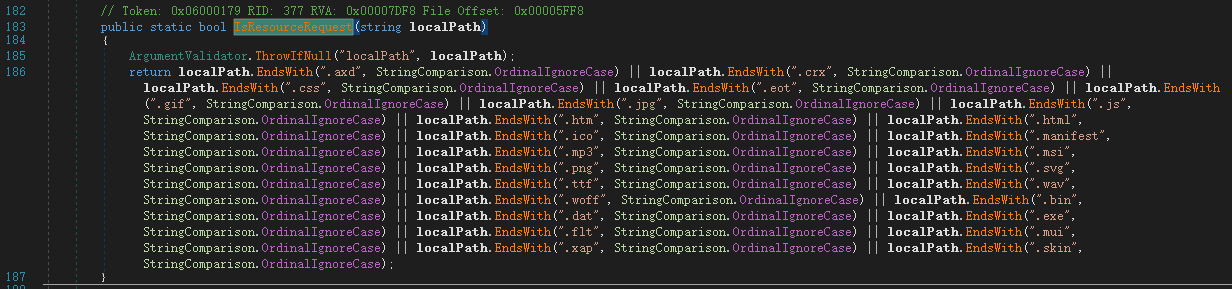 182 // Token: 0x06000179 RID: 377 RVA: 0x00007DF8 File Offset: 0x00005FF8
183 public static bool IsResourceRequest(string localPath)
184 {
185 ArgumentValidator.ThrowIfNull("localPath", localPath);
186 return localPath.EndsWith(".axd", StringComparison.OrdinalIgnoreCase) || localPath.EndsWith(".crx", StringComparison.OrdinalIgnoreCase) ||
localPath.EndsWith(".css", StringComparison.OrdinalIgnoreCase) || localPath.EndsWith(".eot", StringComparison.OrdinalIgnoreCase) || localPath.EndsWith
(".gif", StringComparison.OrdinalIgnoreCase) || localPath.EndsWith(".jpg", StringComparison.OrdinalIgnoreCase) || localPath.EndsWith(".js",
StringComparison.OrdinalIgnoreCase) || localPath.EndsWith(".htm", StringComparison.OrdinalIgnoreCase) || localPath.EndsWith(".html",
StringComparison.OrdinalIgnoreCase) || localPath.EndsWith(".ico", StringComparison.OrdinalIgnoreCase) || localPath.EndsWith(".manifest",
StringComparison.OrdinalIgnoreCase) || localPath.EndsWith(".mp3", StringComparison.OrdinalIgnoreCase) || localPath.EndsWith(".msi",
StringComparison.OrdinalIgnoreCase) || localPath.EndsWith(".png", StringComparison.OrdinalIgnoreCase) || localPath.EndsWith(".svg",
StringComparison.OrdinalIgnoreCase) || localPath.EndsWith(".ttf", StringComparison.OrdinalIgnoreCase) || localPath.EndsWith(".wav",
StringComparison.OrdinalIgnoreCase) || localPath.EndsWith(".woff", StringComparison.OrdinalIgnoreCase) || localPath.EndsWith(".bin",
StringComparison.OrdinalIgnoreCase) || localPath.EndsWith(".dat", StringComparison.OrdinalIgnoreCase) || localPath.EndsWith(".exe",
StringComparison.OrdinalIgnoreCase) || localPath.EndsWith(".flt", StringComparison.OrdinalIgnoreCase) || localPath.EndsWith(".mui",
StringComparison.OrdinalIgnoreCase) || localPath.EndsWith(".xap", StringComparison.OrdinalIgnoreCase) || localPath.EndsWith(".skin",
StringComparison.OrdinalIgnoreCase);
187 }